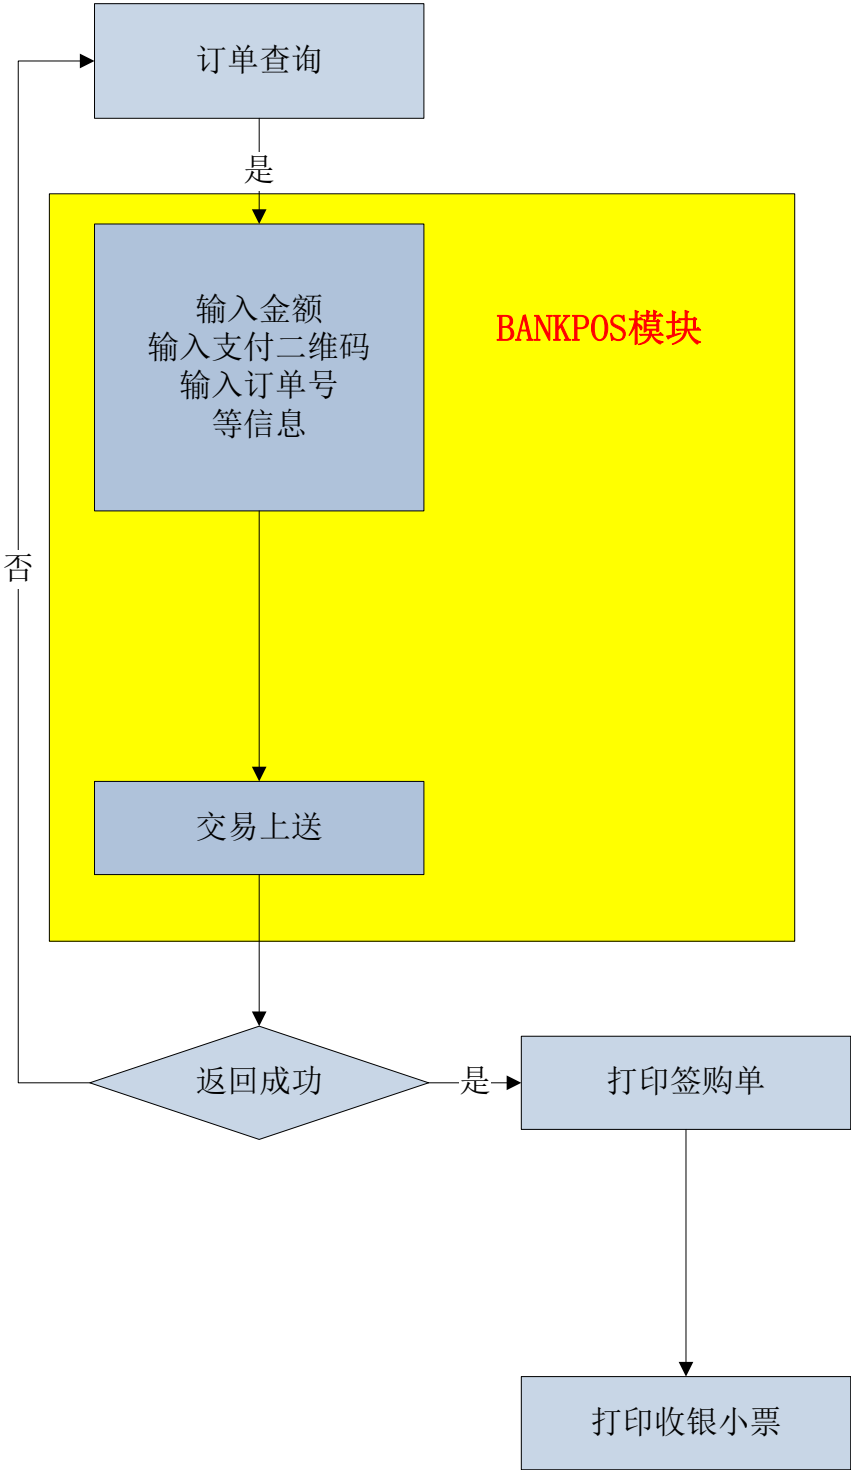 订单查询
是
输入金额
输入支付二维码
输入订单号
等信息
BANKPOS模块
否
交易上送
返回成功
是
打印签购单
打印收银小票